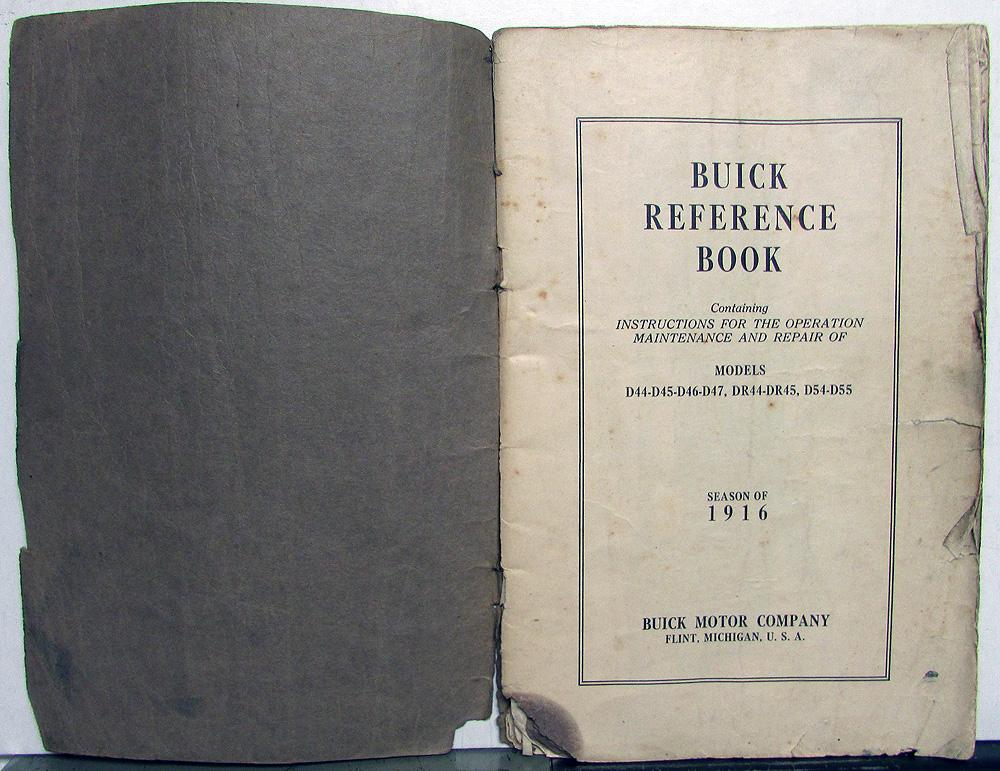 BUICK
REFERENCE
BOOK
Containing
INSTRUCTIONS FOR THE OPERATION
MAINTENANCE AND REPAIR OF
MODELS
D44-D45-D46-D47, DR44-DR45, D54-D55
SEASON OF
1916
BUICK MOTOR COMPANY
FLINT, MICHIGAN, U. S. A.